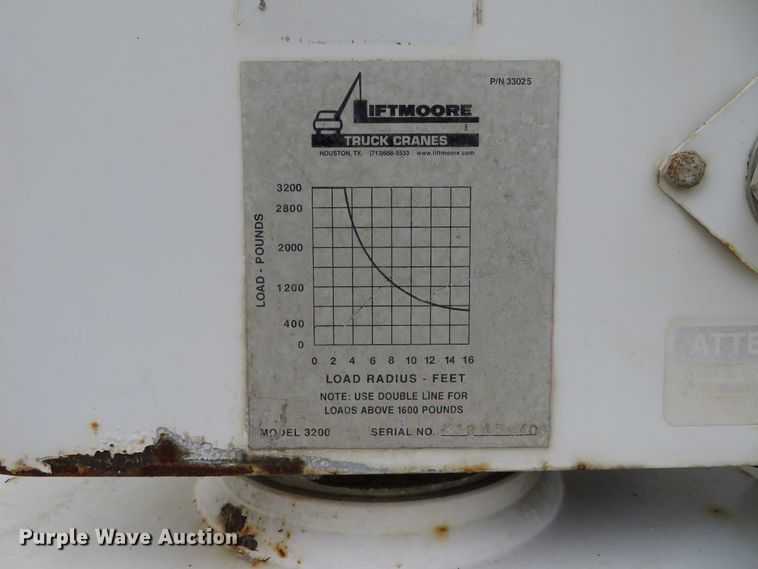 P/N 33025
LIFTMOORE
TRUCK CRANES
HOUSTON, TX (713)688-5533 www.liftmoore.com
LOAD - POUNDS
3200
2800
2000
1200
400
0
0 2 4 6 8 10 12 14 16
LOAD RADIUS - FEET
NOTE: USE DOUBLE LINE FOR
LOADS ABOVE 1600 POUNDS
MODEL 3200 SERIAL NO.
ATTE
Purple Wave Auction